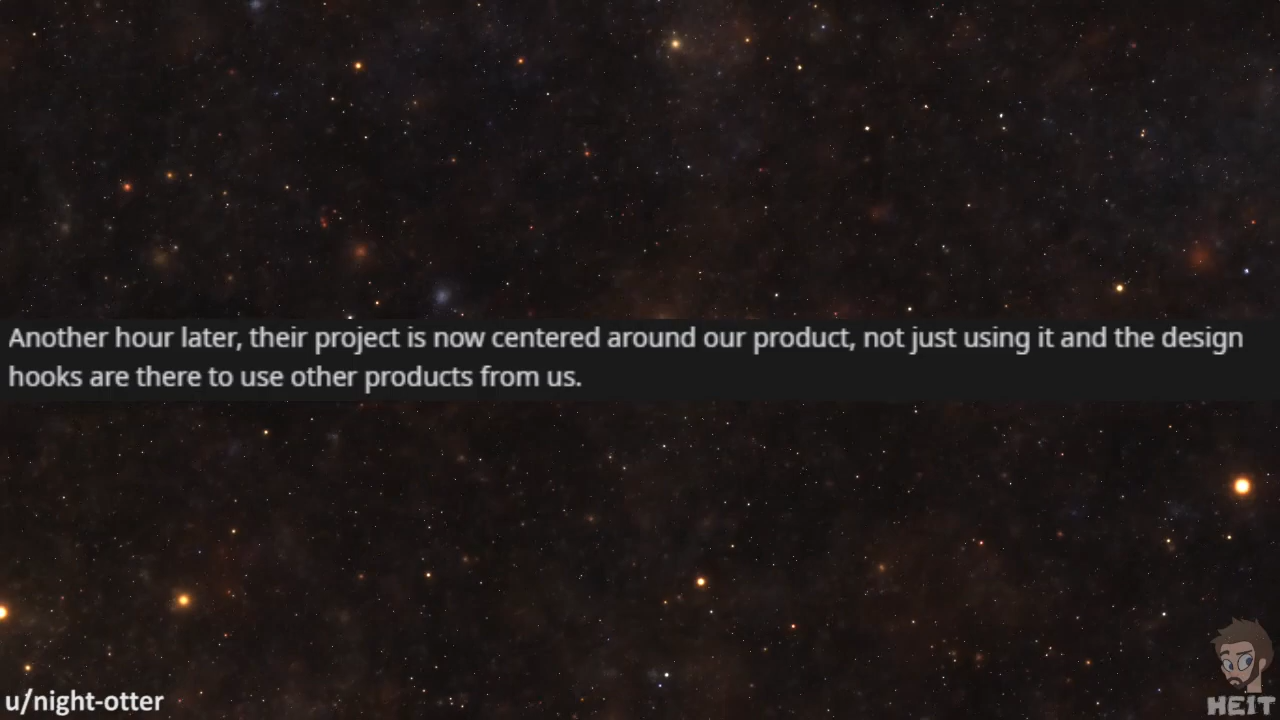 Another hour later, their project is now centered around our product, not just using it and the design
hooks are there to use other products from us.
u/night-otter
HEIT